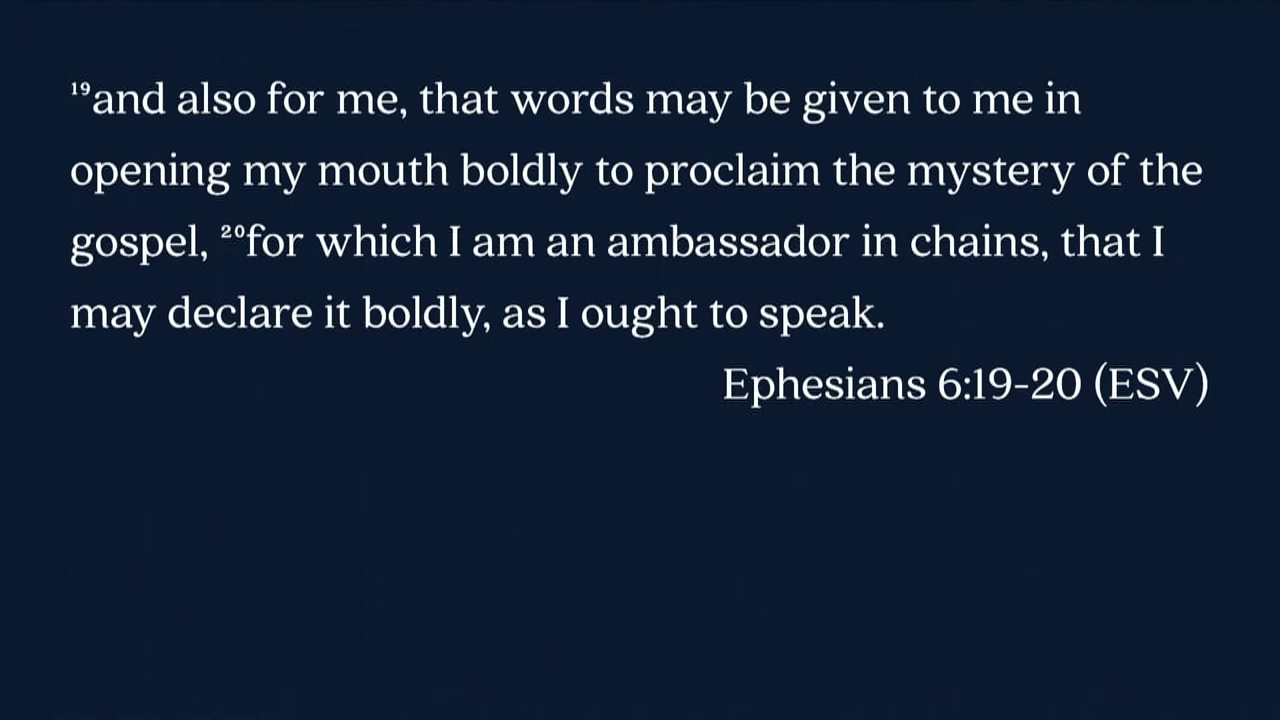 ¹⁹and also for me, that words may be given to me in
opening my mouth boldly to proclaim the mystery of the
gospel, ²⁰for which I am an ambassador in chains, that I
may declare it boldly, as I ought to speak.
Ephesians 6:19-20 (ESV)